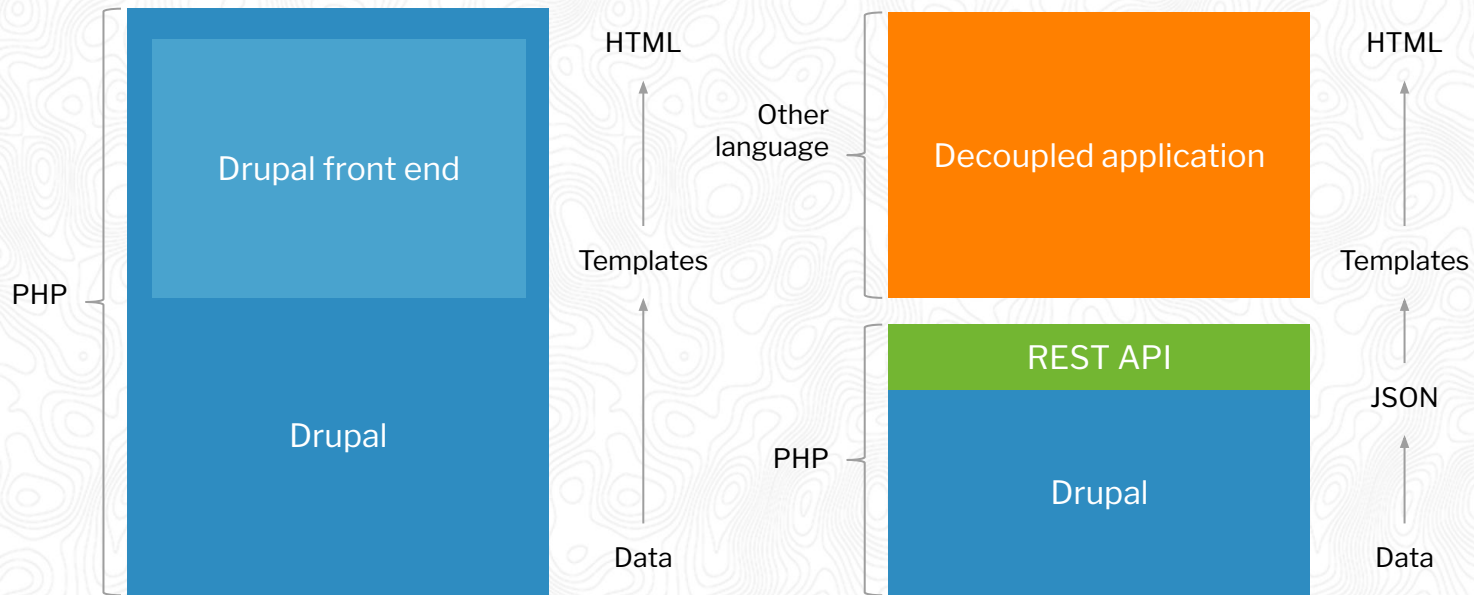 PHP
Drupal front end
Drupal
HTML
Templates
Data
Other
language
PHP
Decoupled application
REST API
Drupal
HTML
Templates
JSON
Data